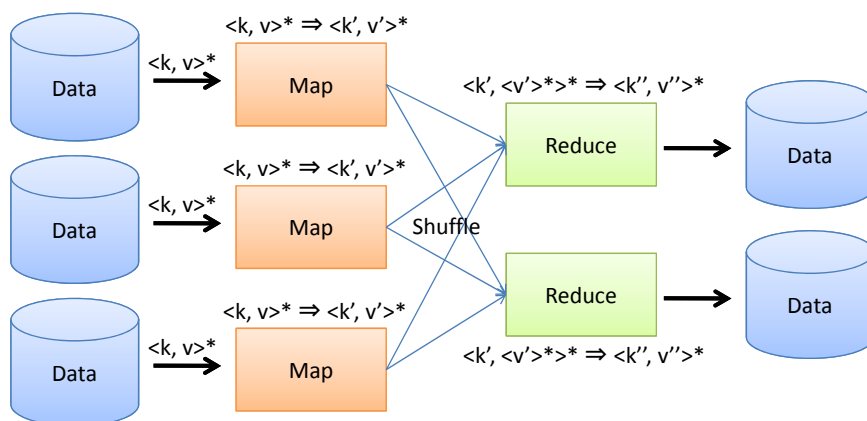 <k, v>* ⇒ <k', v'>*
Data
<k, v>*
Map
<k', <v'>*>* ⇒ <k'', v''>*
Reduce
Data
<k, v>* ⇒ <k', v'>*
Data
<k, v>*
Map
Shuffle
Reduce
Data
<k, v>* ⇒ <k', v'>*
Data
<k, v>*
Map
<k', <v'>*>* ⇒ <k'', v''>*